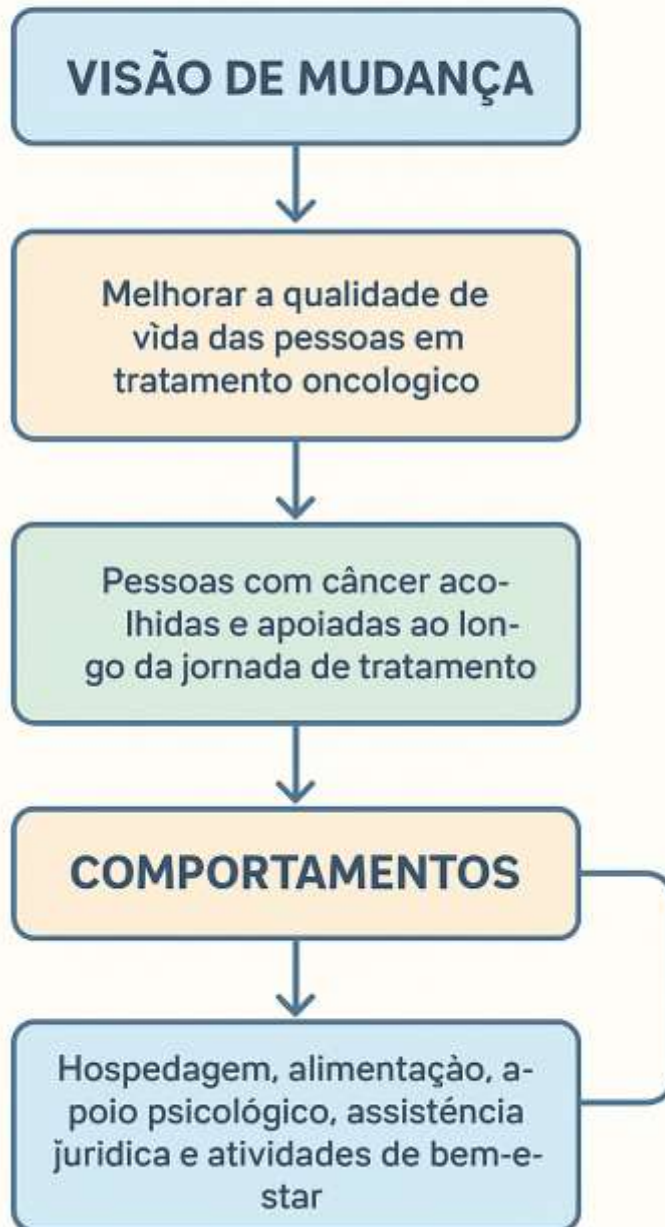 VISÃO DE MUDANÇA
Melhorar a qualidade de
vìda das pessoas em
tratamento oncologico
Pessoas com câncer aco-
lhidas e apoiadas ao lon-
go da jornada de tratamento
COMPORTAMENTOS
Hospedagem, alimentaçào, a-
poio psicológico, assisténcia
juridica e atividades de bem-e-
star